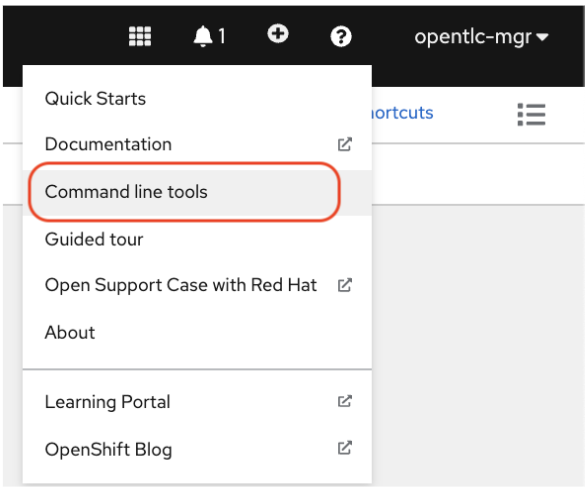 1
opentlc-mgr
Quick Starts
ortcuts
Documentation
Command line tools
Guided tour
Open Support Case with Red Hat
About
Learning Portal
OpenShift Blog